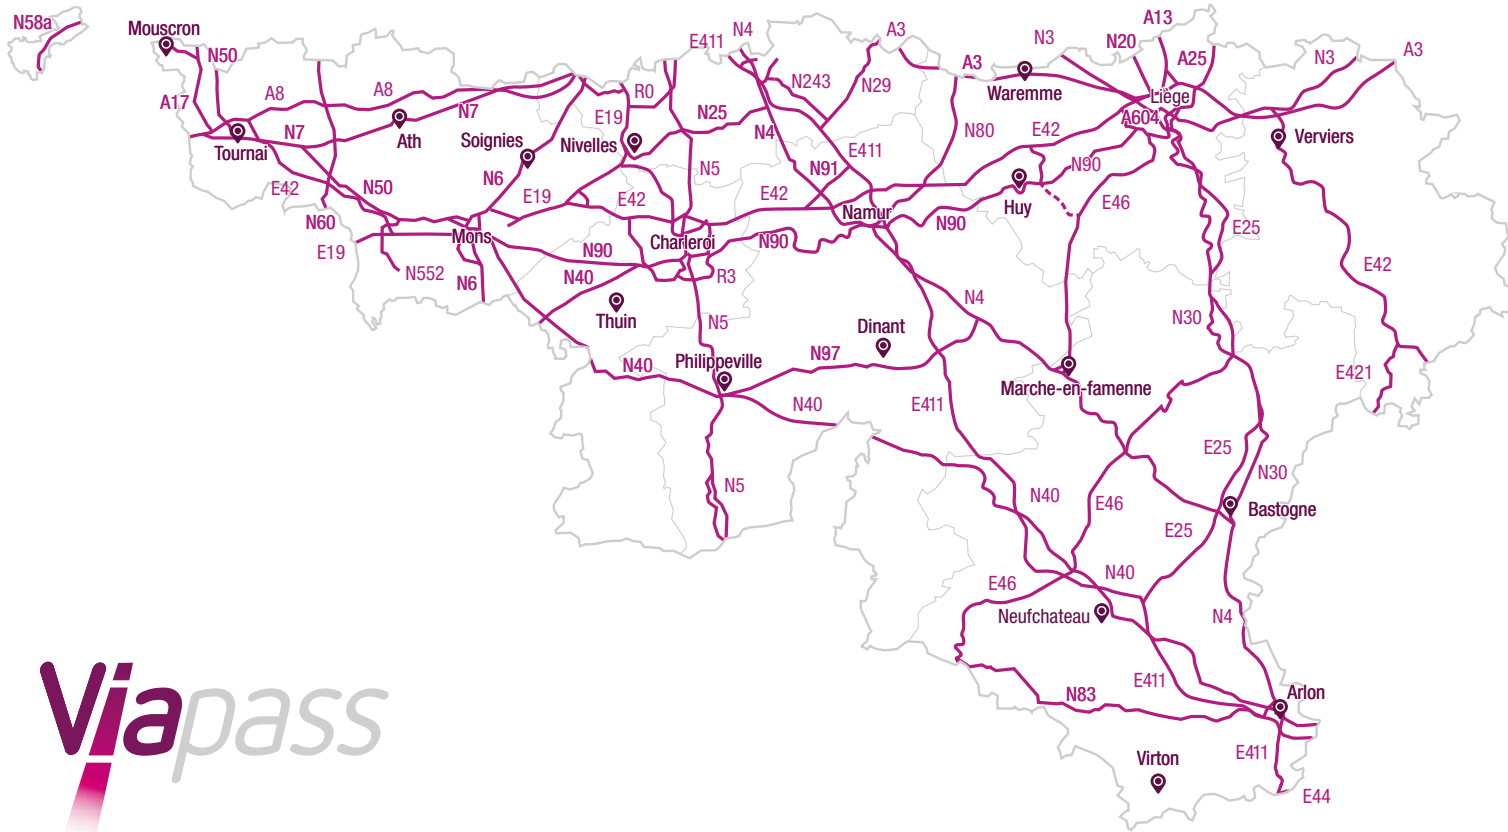 N58a
Mouscron
N50
A17
A8
A8
N7
N7
Tournai
Ath
Soignies
Nivelles
E19
R0
N25
E411
N4
N243
N29
A3
A3
N3
Waremme
N20
A13
A25
N3
A3
Liège
A604
Verviers
N80
E42
N90
Huy
E46
E25
E42
N4
N5
N91
E411
E42
Namur
N90
E42
N50
N60
E19
N6
E19
E42
Mons
N552
N6
N90
N40
Charleroi
N90
R3
Thuin
N5
N40
Philippeville
N97
Dinant
N4
N30
Marche-en-famenne
E421
N40
E411
N5
E25
N30
N40
E46
Bastogne
E25
E46
N40
Neufchateau
N4
E411
N83
Arlon
E411
Virton
E44
Viapass